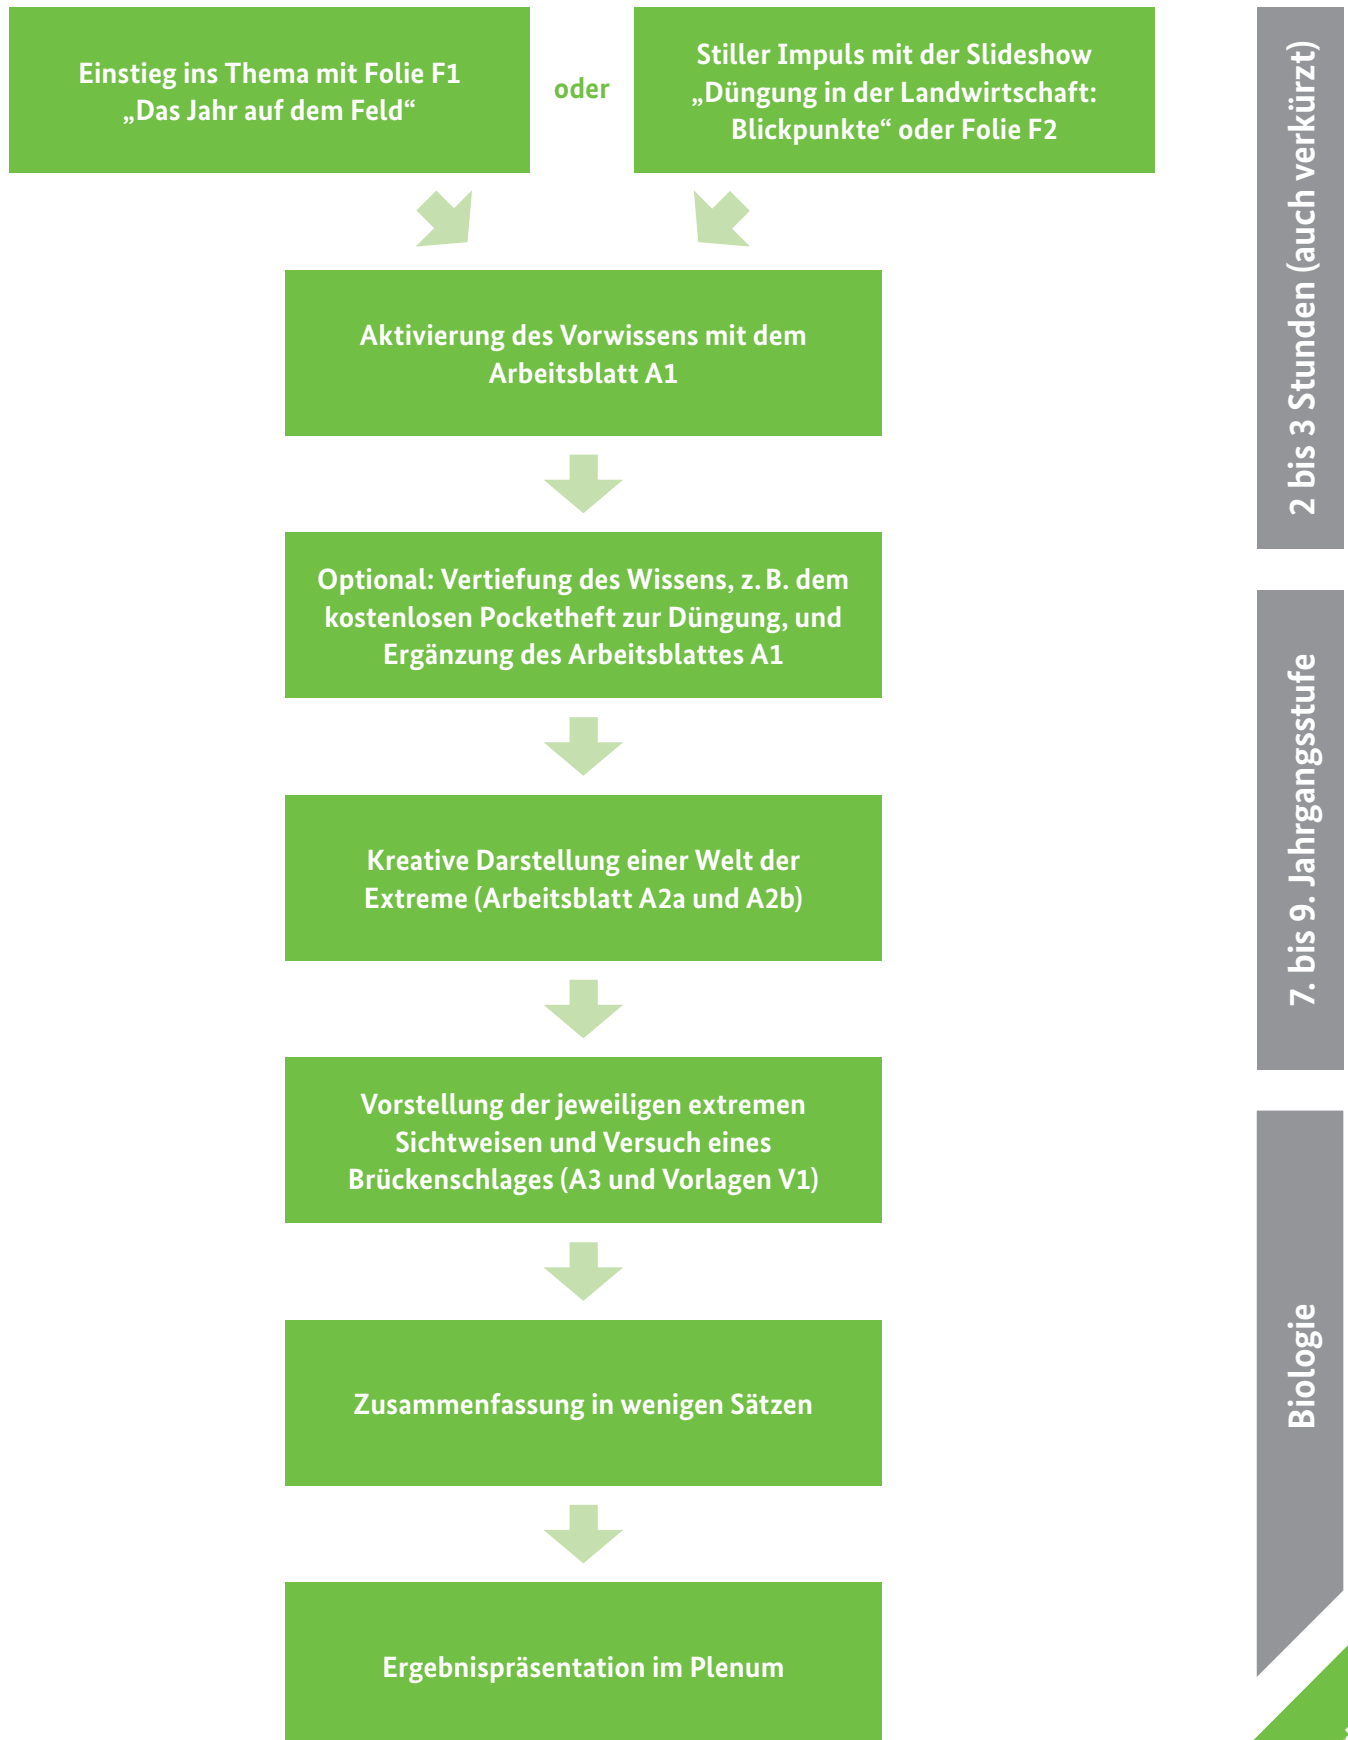 Einstieg ins Thema mit Folie F1
„Das Jahr auf dem Feld“
oder
Stiller Impuls mit der Slideshow
„Düngung in der Landwirtschaft:
Blickpunkte“ oder Folie F2
Aktivierung des Vorwissens mit dem
Arbeitsblatt A1
Optional: Vertiefung des Wissens, z. B. dem
kostenlosen Pocketheft zur Düngung, und
Ergänzung des Arbeitsblattes A1
Kreative Darstellung einer Welt der
Extreme (Arbeitsblatt A2a und A2b)
Vorstellung der jeweiligen extremen
Sichtweisen und Versuch eines
Brückenschlages (A3 und Vorlagen V1)
Zusammenfassung in wenigen Sätzen
Ergebnispräsentation im Plenum
2 bis 3 Stunden (auch verkürzt)
7. bis 9. Jahrgangsstufe
Biologie